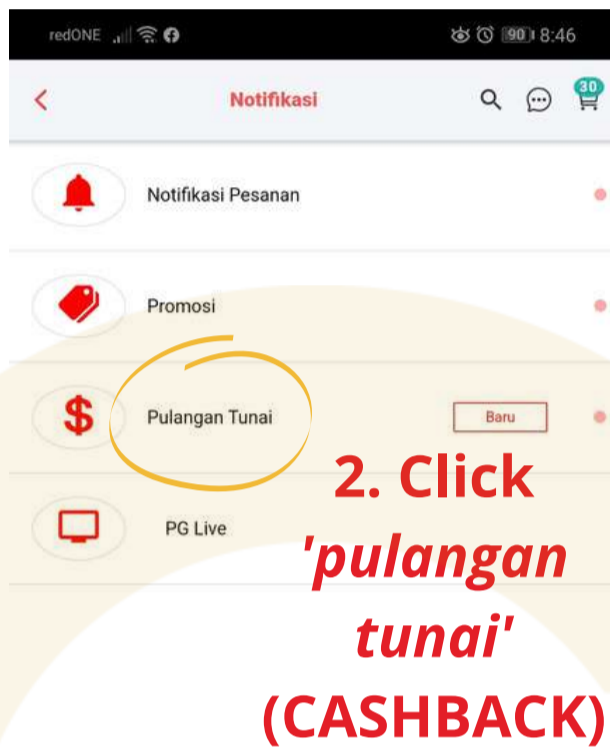 redONE 90 8:46
Notifikasi 30
Notifikasi Pesanan
Promosi
Pulangan Tunai Baru
PG Live
2. Click
'pulangan
tunai'
(CASHBACK)